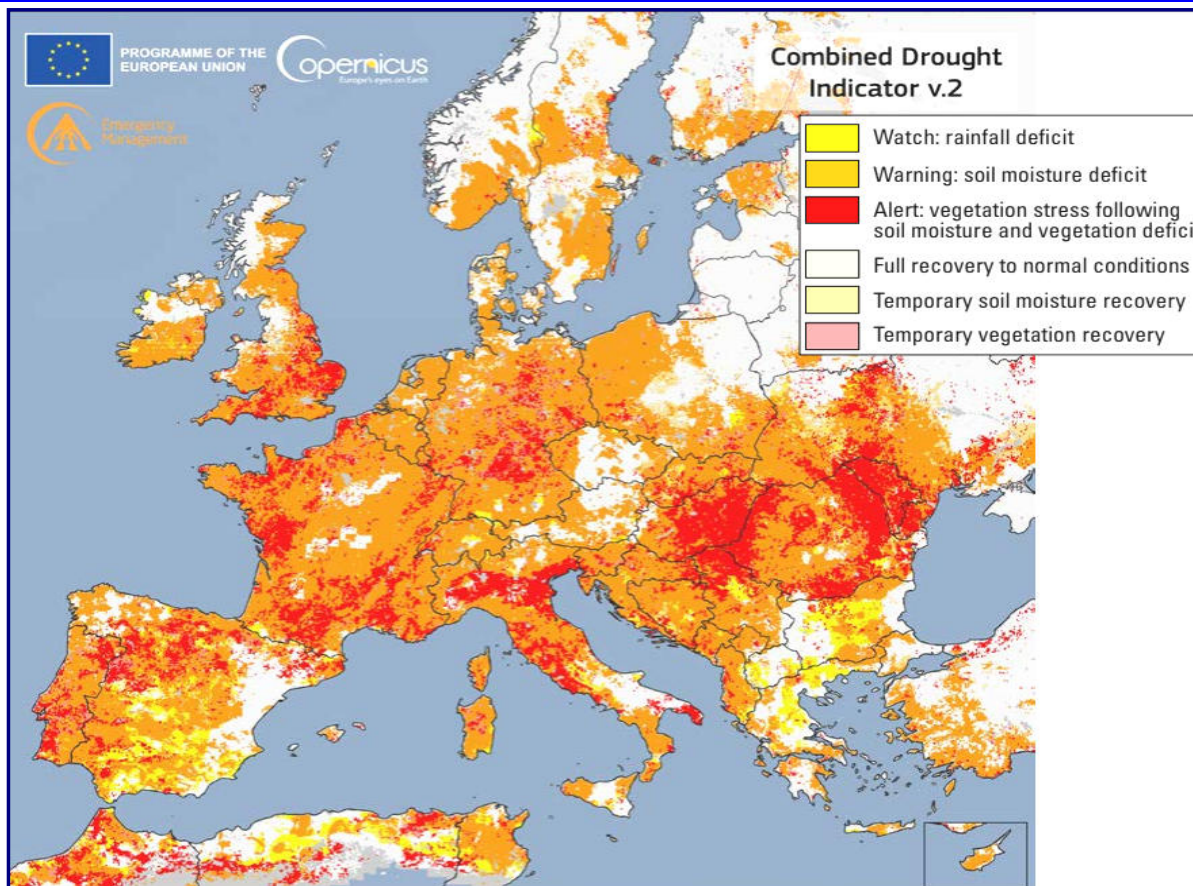 PROGRAMME OF THE
EUROPEAN UNION
Copernicus
Europe's eyes on Earth
Emergency
Management
Combined Drought
Indicator v.2
Watch: rainfall deficit
Warning: soil moisture deficit
Alert: vegetation stress following
soil moisture and vegetation defici
Full recovery to normal conditions
Temporary soil moisture recovery
Temporary vegetation recovery